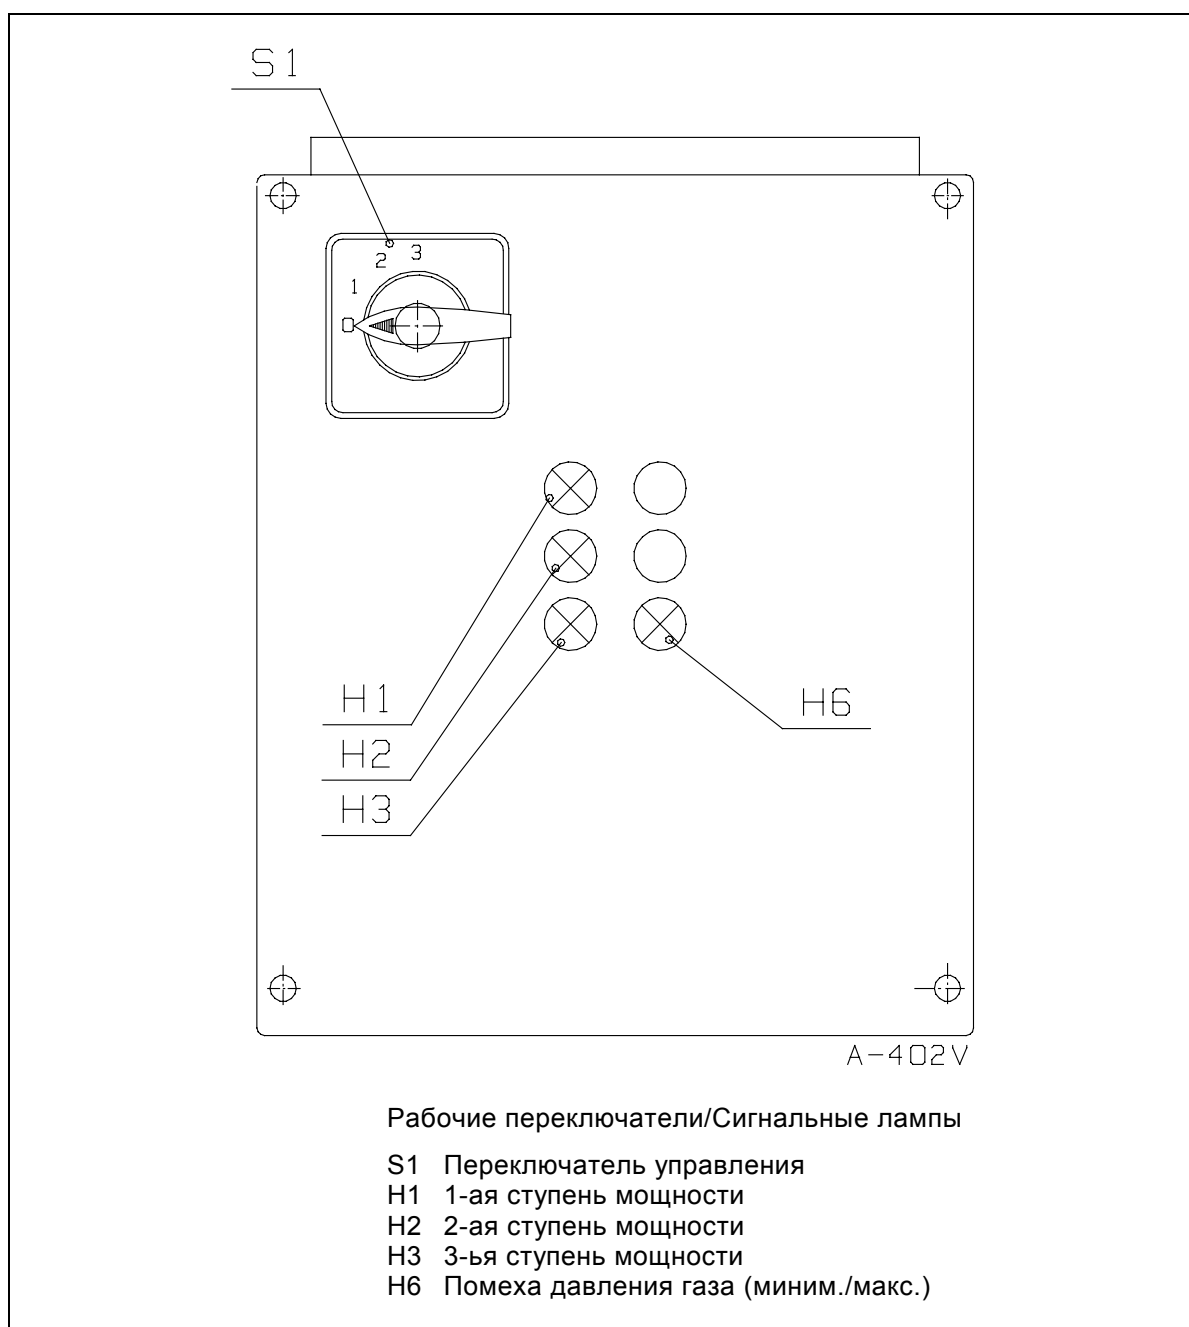 S1
3
2
1
0
H1
H6
H2
H3
A-402V
Рабочие переключатели/Сигнальные лампы
S1 Переключатель управления
H1 1-ая ступень мощности
H2 2-ая ступень мощности
H3 3-ья ступень мощности
H6 Помеха давления газа (миним./макс.)